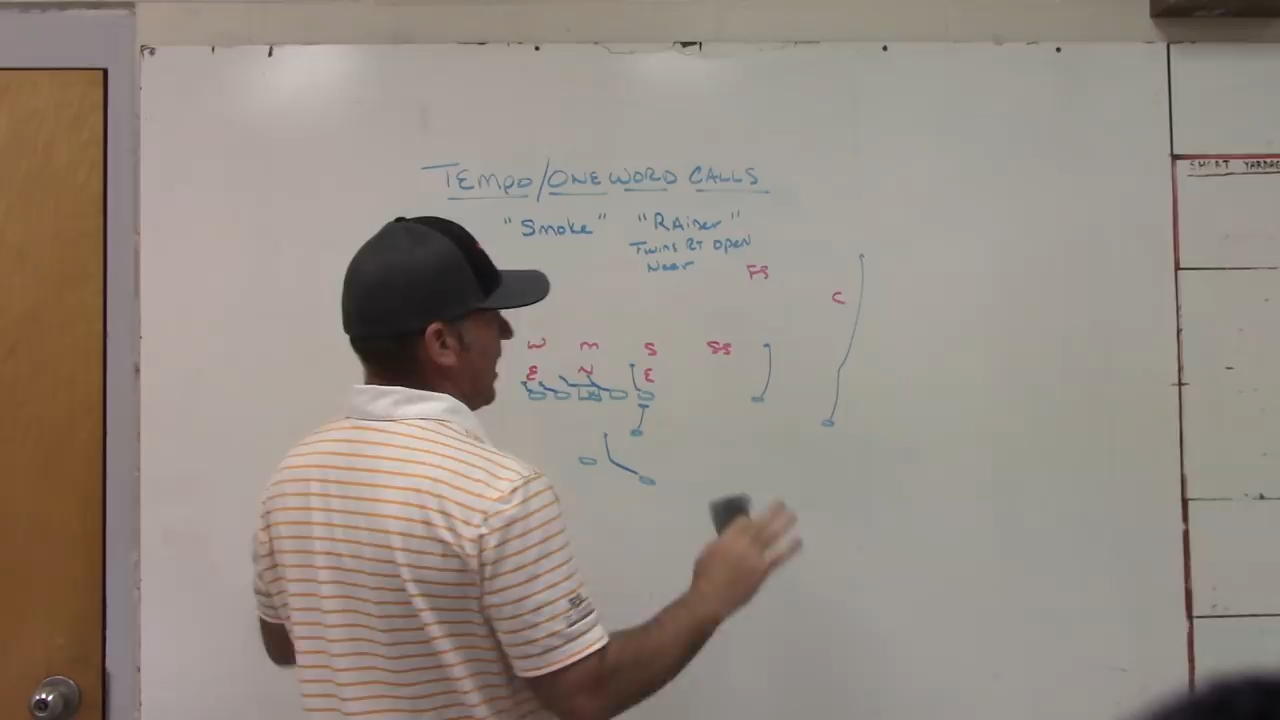 TEMPO/ONE WORD CALLS
"Smoke" "RAiDer"
Twins RT open
Near
FS
C
W M S SS
E N E
SHORT YARDAGE